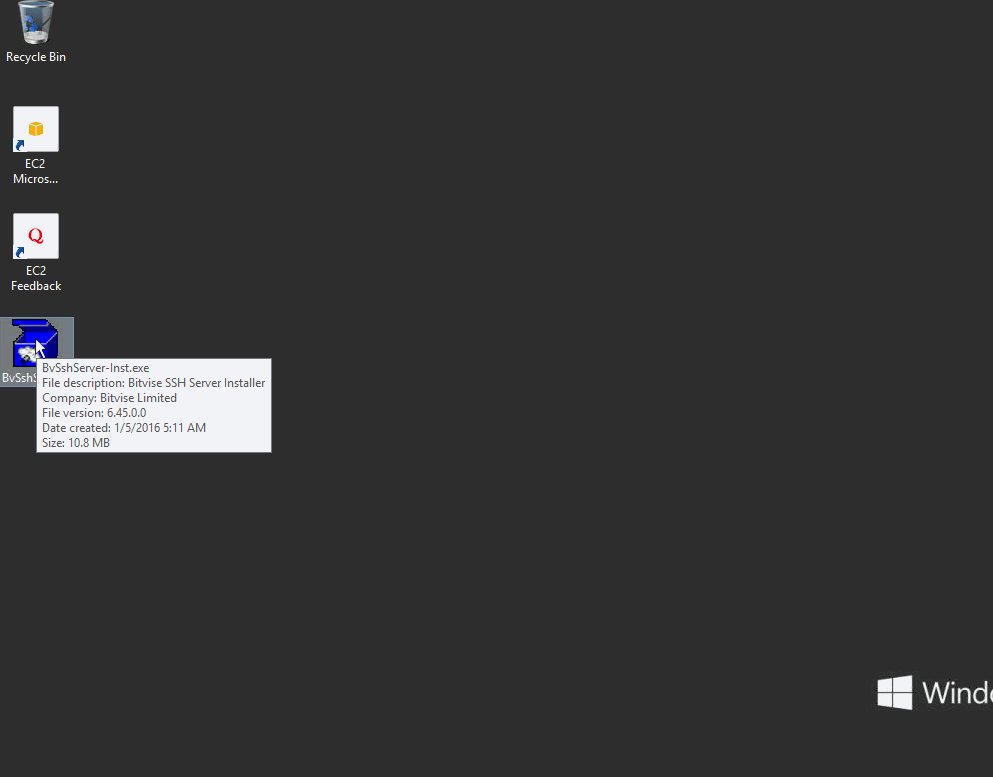 Recycle Bin
EC2
Micros...
Q
EC2
Feedback
BvSshS
BvSshServer-Inst.exe
File description: Bitvise SSH Server Installer
Company: Bitvise Limited
File version: 6.45.0.0
Date created: 1/5/2016 5:11 AM
Size: 10.8 MB
Windo